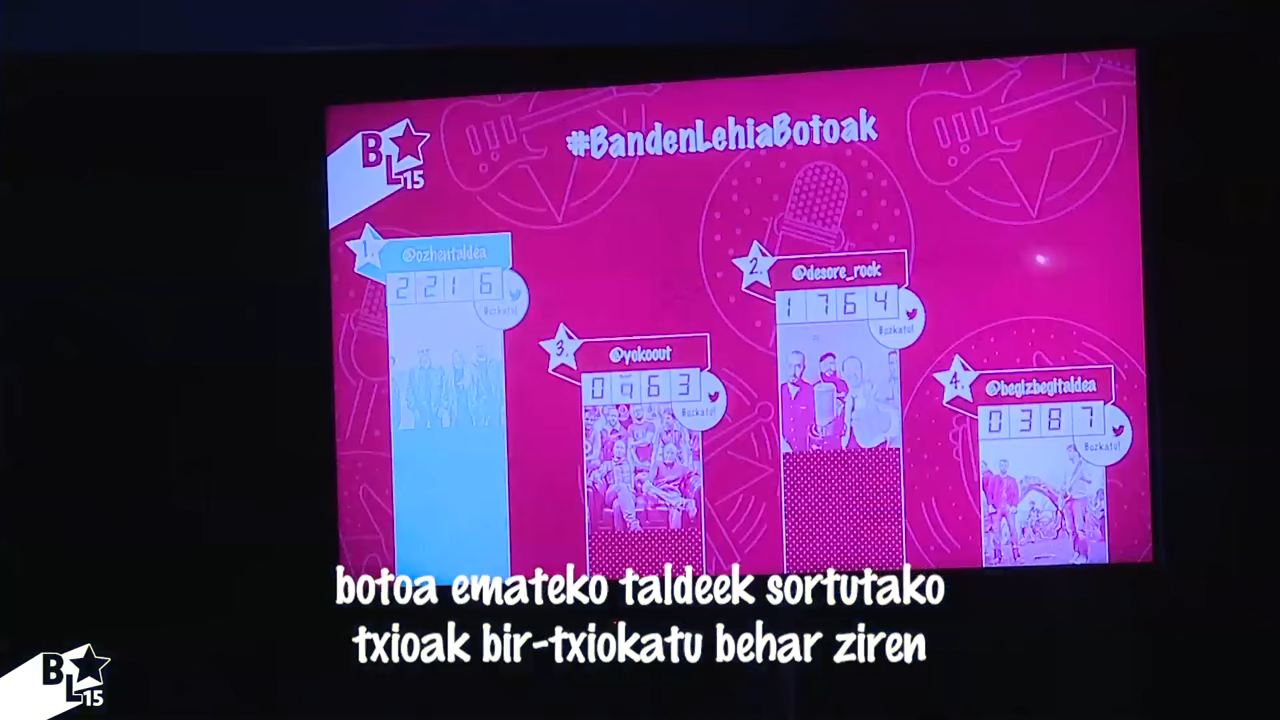 #BandenLehiaBotoak
BL15
1.
@ozhentaldea
2216
Bozkatu!
2.
@desore_rock
1764
Bozkatu!
3.
@yokoout
0963
Bozkatu!
4.
@begizbegitaldea
0387
Bozkatu!
botoa emateko taldeek sortutako
txioak bir-txiokatu behar ziren
BL15